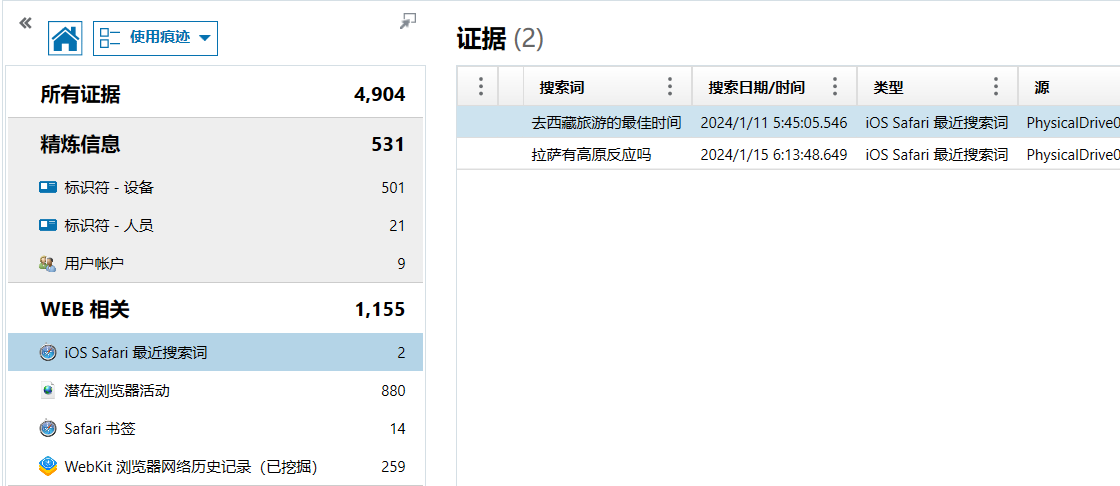 使用痕迹
所有证据 4,904
精炼信息 531
标识符 - 设备 501
标识符 - 人员 21
用户帐户 9
WEB 相关 1,155
iOS Safari 最近搜索词 2
潜在浏览器活动 880
Safari 书签 14
WebKit 浏览器网络历史记录（已挖掘） 259
证据 (2)
搜索词 搜索日期/时间 类型 源
去西藏旅游的最佳时间 2024/1/11 5:45:05.546 iOS Safari 最近搜索词 PhysicalDrive0
拉萨有高原反应吗 2024/1/15 6:13:48.649 iOS Safari 最近搜索词 PhysicalDrive0